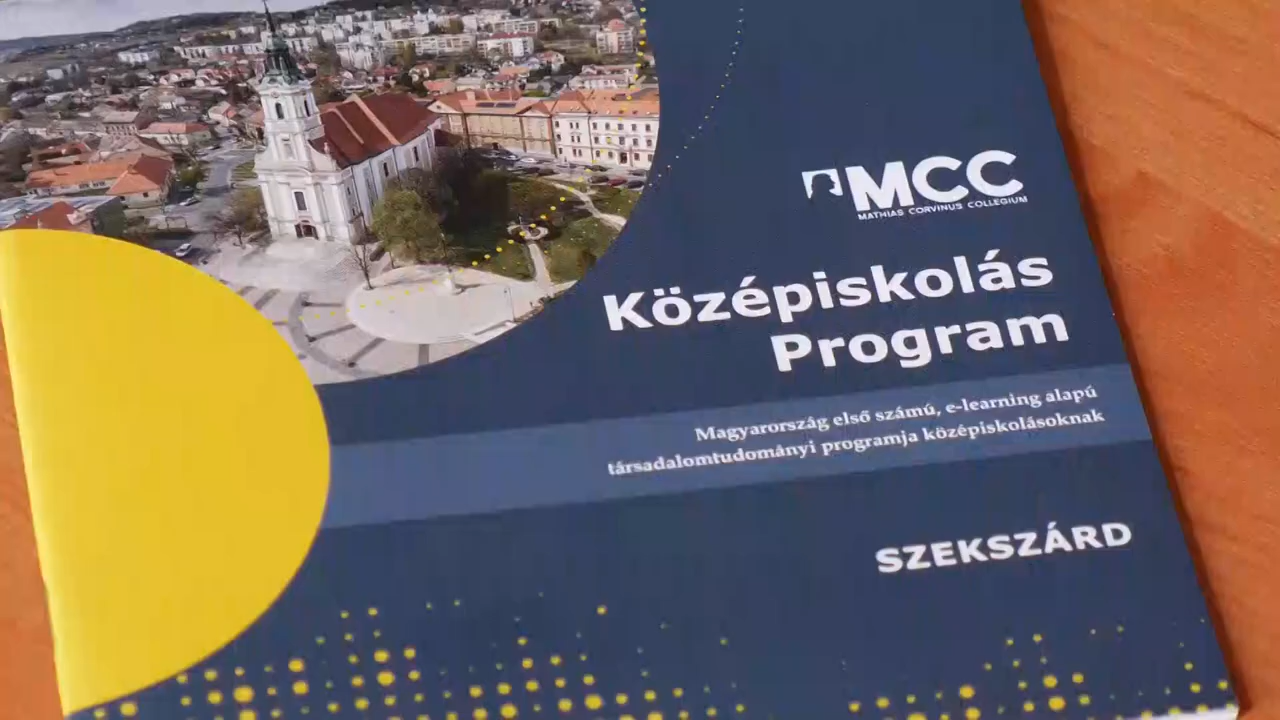 MCC
MATHIAS CORVINUS COLLEGIUM
Középiskolás
Program
Magyarország első számú, e-learning alapú
társadalomtudományi programja középiskolásoknak
SZEKSZÁRD